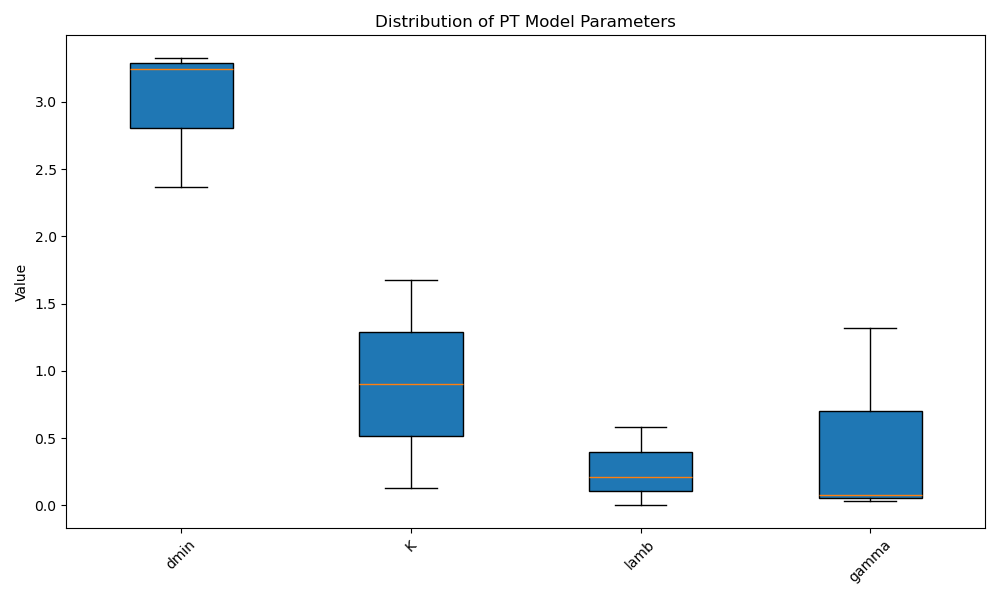 Distribution of PT Model Parameters
Value
3.0
2.5
2.0
1.5
1.0
0.5
0.0
dmin
K
lamb
gamma